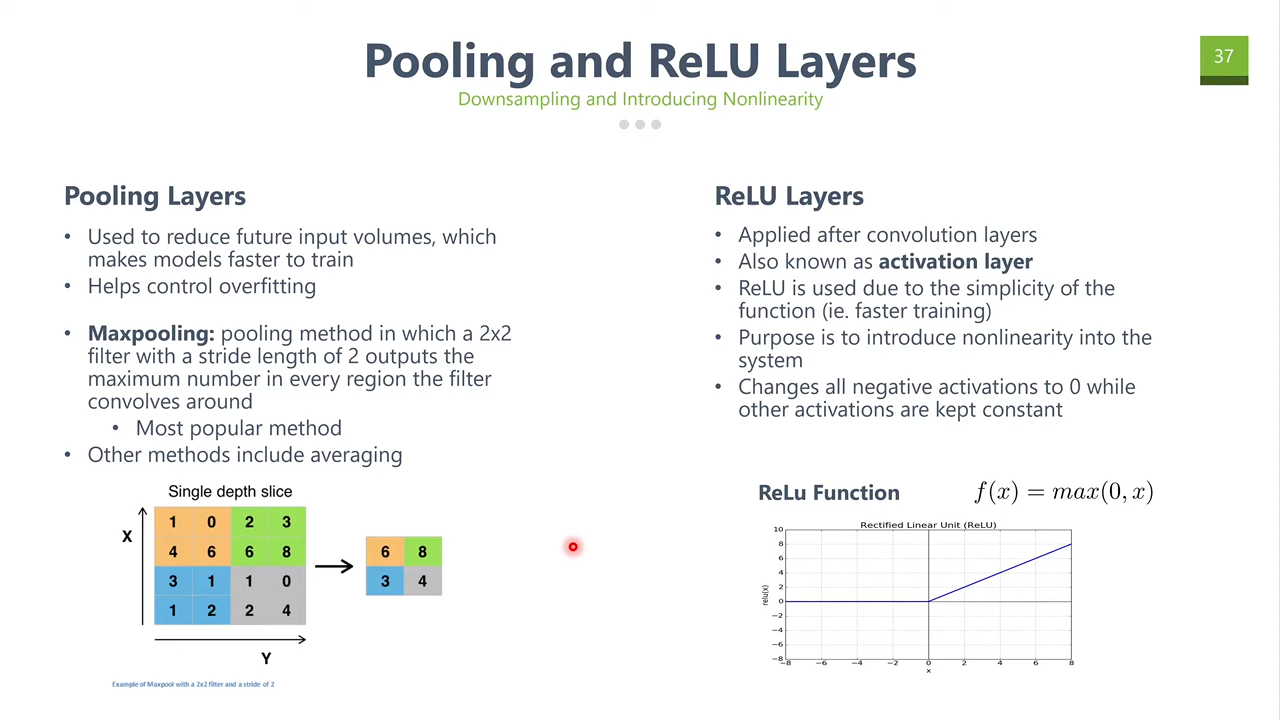 Pooling and ReLU Layers
37
Downsampling and Introducing Nonlinearity
Pooling Layers
• Used to reduce future input volumes, which
makes models faster to train
• Helps control overfitting
• Maxpooling: pooling method in which a 2x2
filter with a stride length of 2 outputs the
maximum number in every region the filter
convolves around
• Most popular method
• Other methods include averaging
Single depth slice
X
1 0 2 3
4 6 6 8
3 1 1 0
1 2 2 4
Y
6 8
3 4
Example of Maxpool with a 2x2 filter and a stride of 2
ReLU Layers
• Applied after convolution layers
• Also known as activation layer
• ReLU is used due to the simplicity of the
function (ie. faster training)
• Purpose is to introduce nonlinearity into the
system
• Changes all negative activations to 0 while
other activations are kept constant
ReLu Function
f(x) = max(0, x)
Rectified Linear Unit (ReLU)
relu(x)
10
8
6
4
2
0
−2
−4
−6
−8
−8 −6 −4 −2 0 2 4 6 8
x